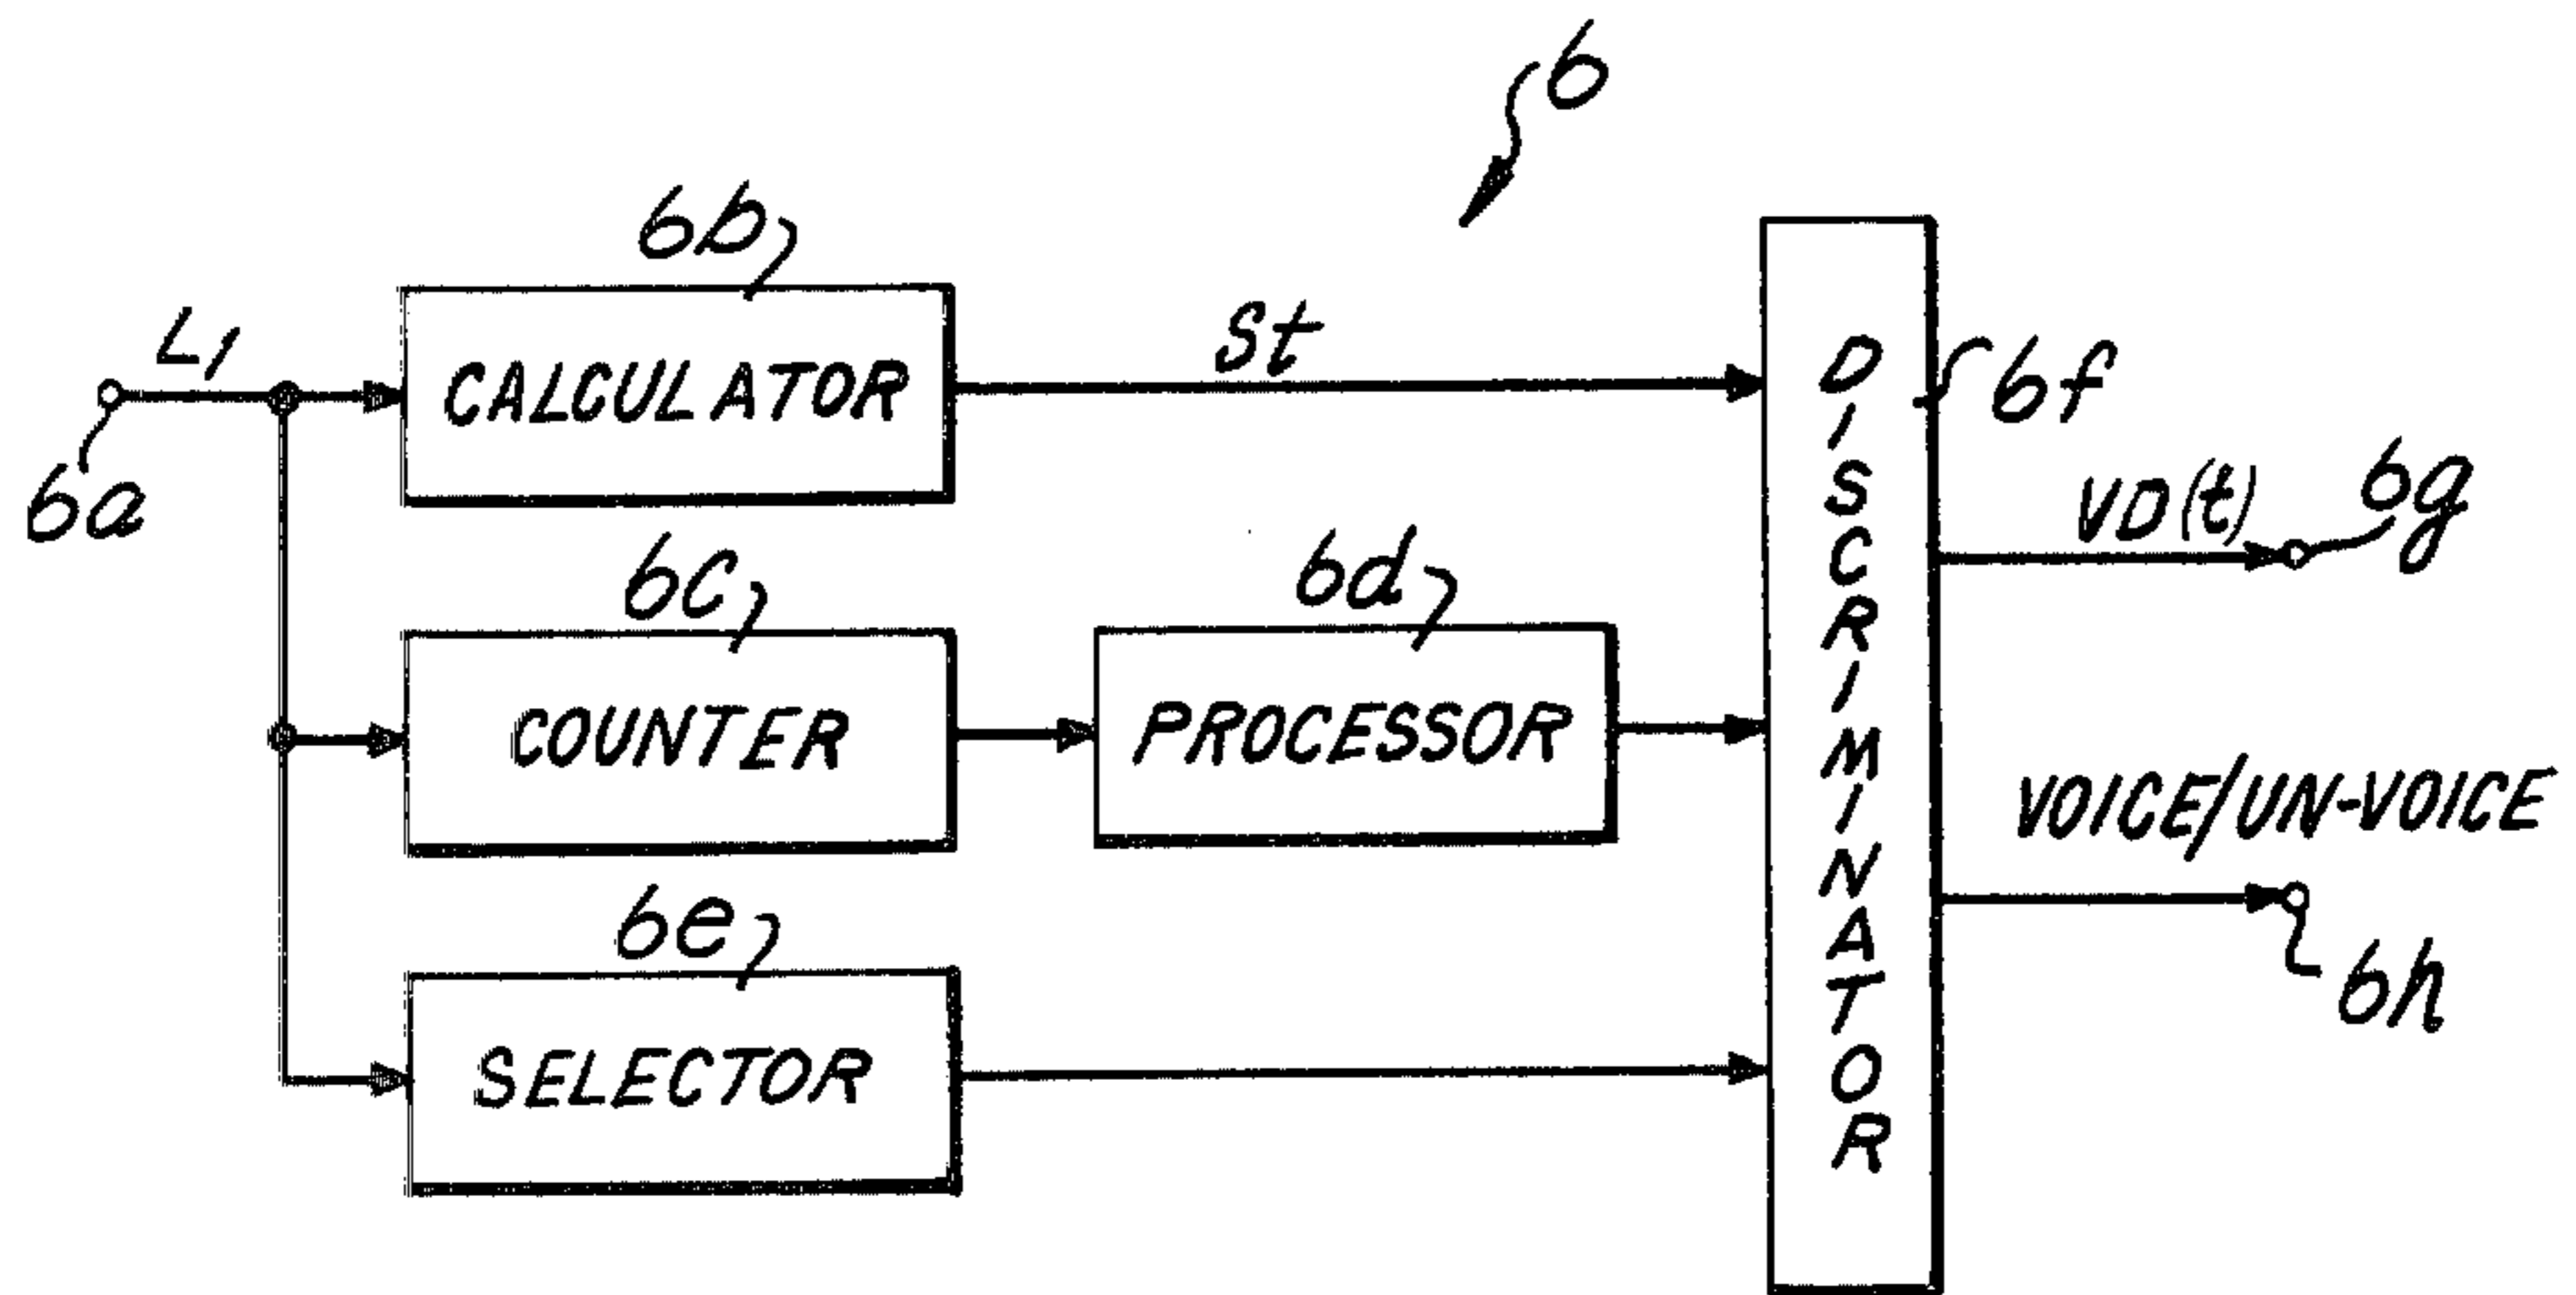 6
6b
L1
CALCULATOR
St
6a
DISCRIMINATOR
6f
VD(t)
6g
6c
COUNTER
6d
PROCESSOR
VOICE/UN-VOICE
6h
6e
SELECTOR